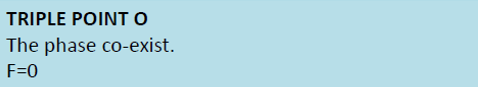 TRIPLE POINT O
The phase co-exist.
F=0